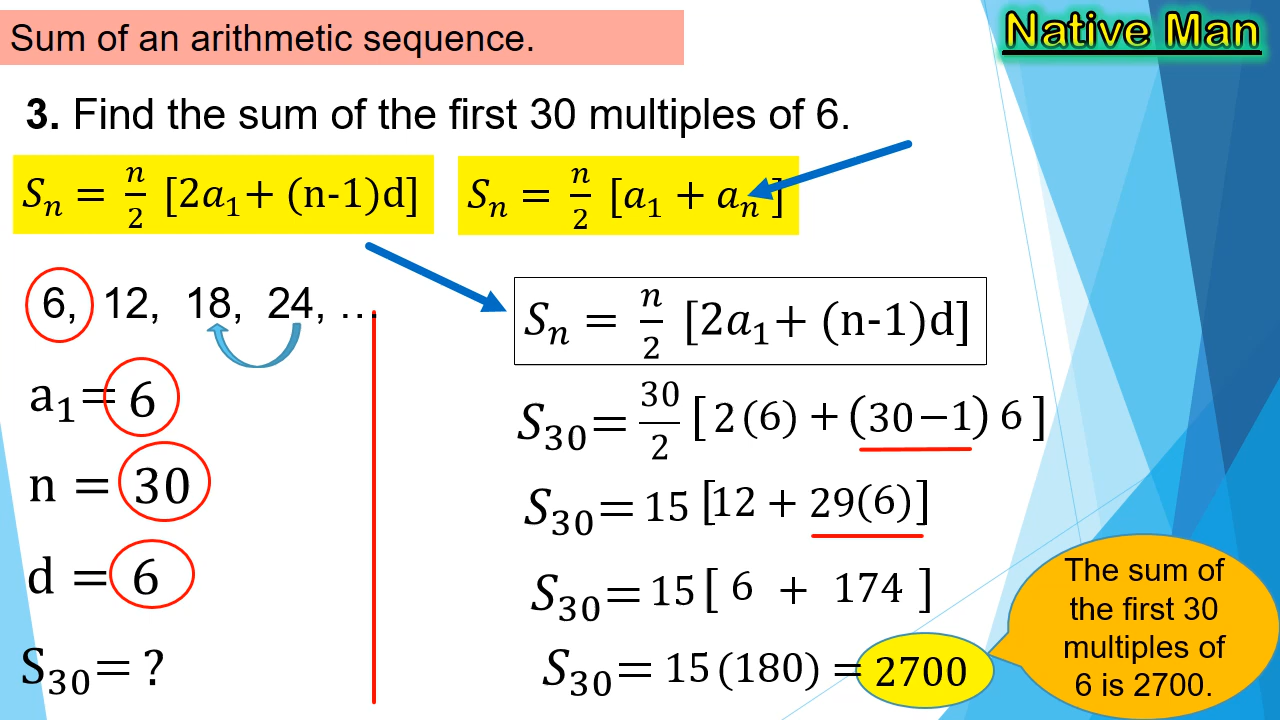 Sum of an arithmetic sequence.
Native Man
3. Find the sum of the first 30 multiples of 6.
Sₙ = n/2 [2a₁+ (n-1)d]
Sₙ = n/2 [a₁ + aₙ]
6, 12, 18, 24, …
a₁= 6
n = 30
d = 6
S₃₀= ?
Sₙ = n/2 [2a₁+ (n-1)d]
S₃₀= 30/2 [ 2 (6) + (30−1) 6 ]
S₃₀= 15 [12 + 29(6)]
S₃₀= 15 [ 6 + 174 ]
S₃₀= 15 (180) = 2700
The sum of
the first 30
multiples of
6 is 2700.